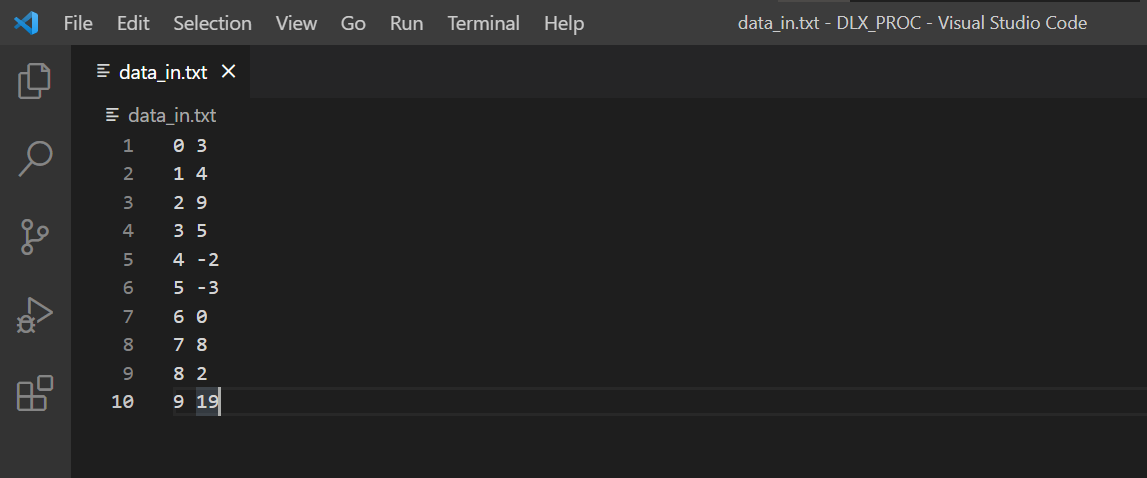 File Edit Selection View Go Run Terminal Help data_in.txt - DLX_PROC - Visual Studio Code
data_in.txt
data_in.txt
1 0 3
2 1 4
3 2 9
4 3 5
5 4 -2
6 5 -3
7 6 0
8 7 8
9 8 2
10 9 19